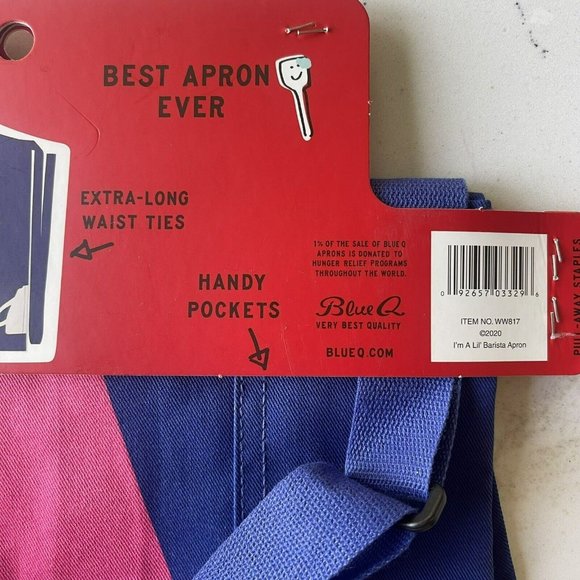 BEST APRON
EVER
EXTRA-LONG
WAIST TIES
HANDY
POCKETS
1% OF THE SALE OF BLUE Q
APRONS IS DONATED TO
HUNGER RELIEF PROGRAMS
THROUGHOUT THE WORLD.
Blue Q
VERY BEST QUALITY
BLUEQ.COM
0 92657 03329 6
ITEM NO. WW817
©2020
I'm A Lil' Barista Apron
PULL AWAY STAPLES